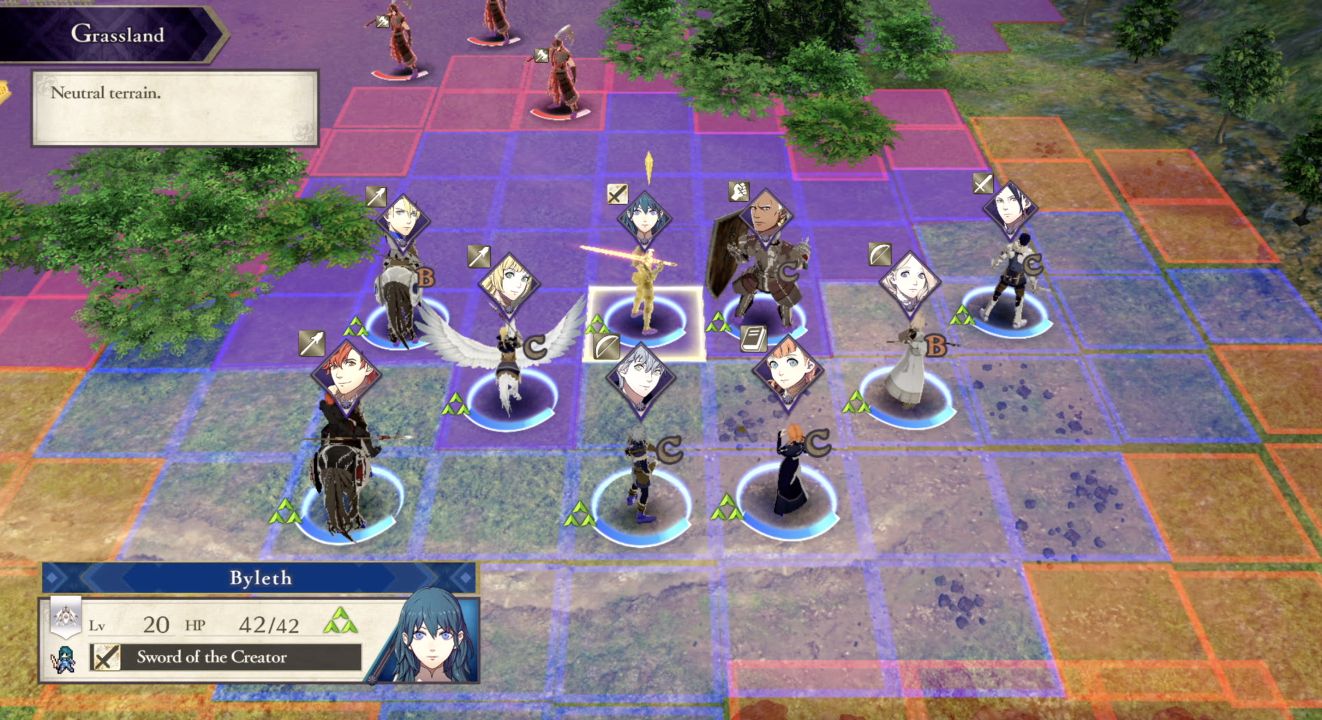 Grassland
Neutral terrain.
B
C
C
B
C
C
C
Byleth
Lv 20 HP 42/42
Sword of the Creator